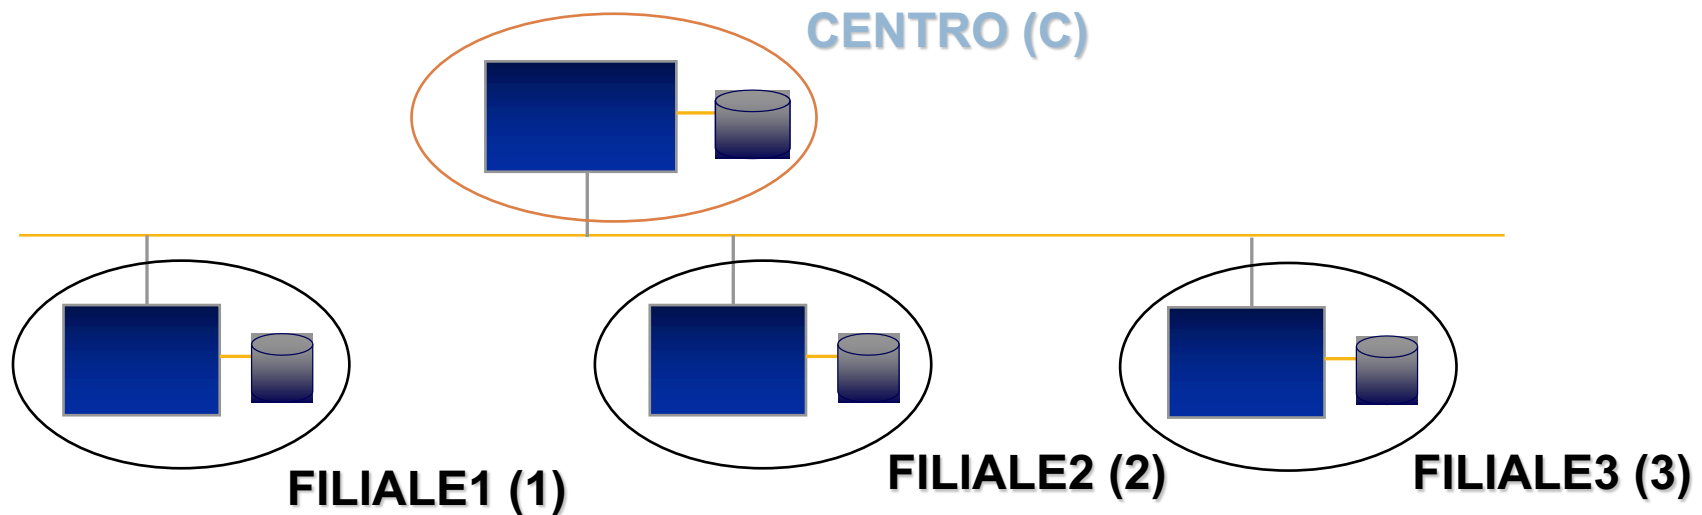 CENTRO (C)
FILIALE1 (1)
FILIALE2 (2)
FILIALE3 (3)